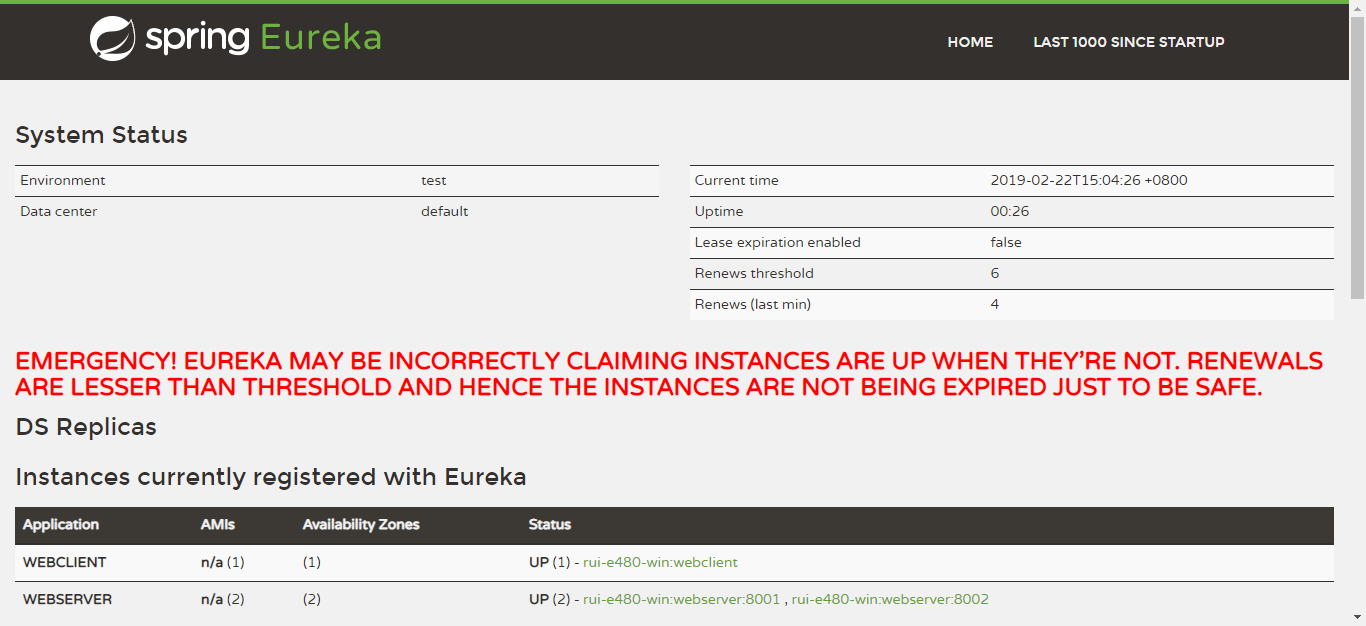 spring Eureka
HOME LAST 1000 SINCE STARTUP
System Status
Environment test
Data center default
Current time 2019-02-22T15:04:26 +0800
Uptime 00:26
Lease expiration enabled false
Renews threshold 6
Renews (last min) 4
EMERGENCY! EUREKA MAY BE INCORRECTLY CLAIMING INSTANCES ARE UP WHEN THEY'RE NOT. RENEWALS
ARE LESSER THAN THRESHOLD AND HENCE THE INSTANCES ARE NOT BEING EXPIRED JUST TO BE SAFE.
DS Replicas
Instances currently registered with Eureka
Application AMIs Availability Zones Status
WEBCLIENT n/a (1) (1) UP (1) - rui-e480-win:webclient
WEBSERVER n/a (2) (2) UP (2) - rui-e480-win:webserver:8001 , rui-e480-win:webserver:8002